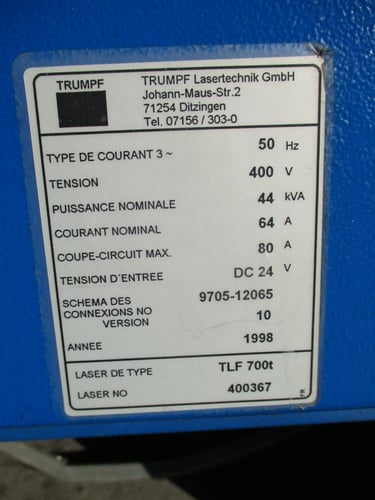 TRUMPF
TRUMPF Lasertechnik GmbH
Johann-Maus-Str.2
71254 Ditzingen
Tel. 07156 / 303-0
TYPE DE COURANT 3 ~ 50 Hz
TENSION 400 V
PUISSANCE NOMINALE 44 kVA
COURANT NOMINAL 64 A
COUPE-CIRCUIT MAX. 80 A
TENSION D´ENTREE DC 24 V
SCHEMA DES 9705-12065
CONNEXIONS NO
VERSION 10
ANNEE 1998
LASER DE TYPE TLF 700t
LASER NO 400367